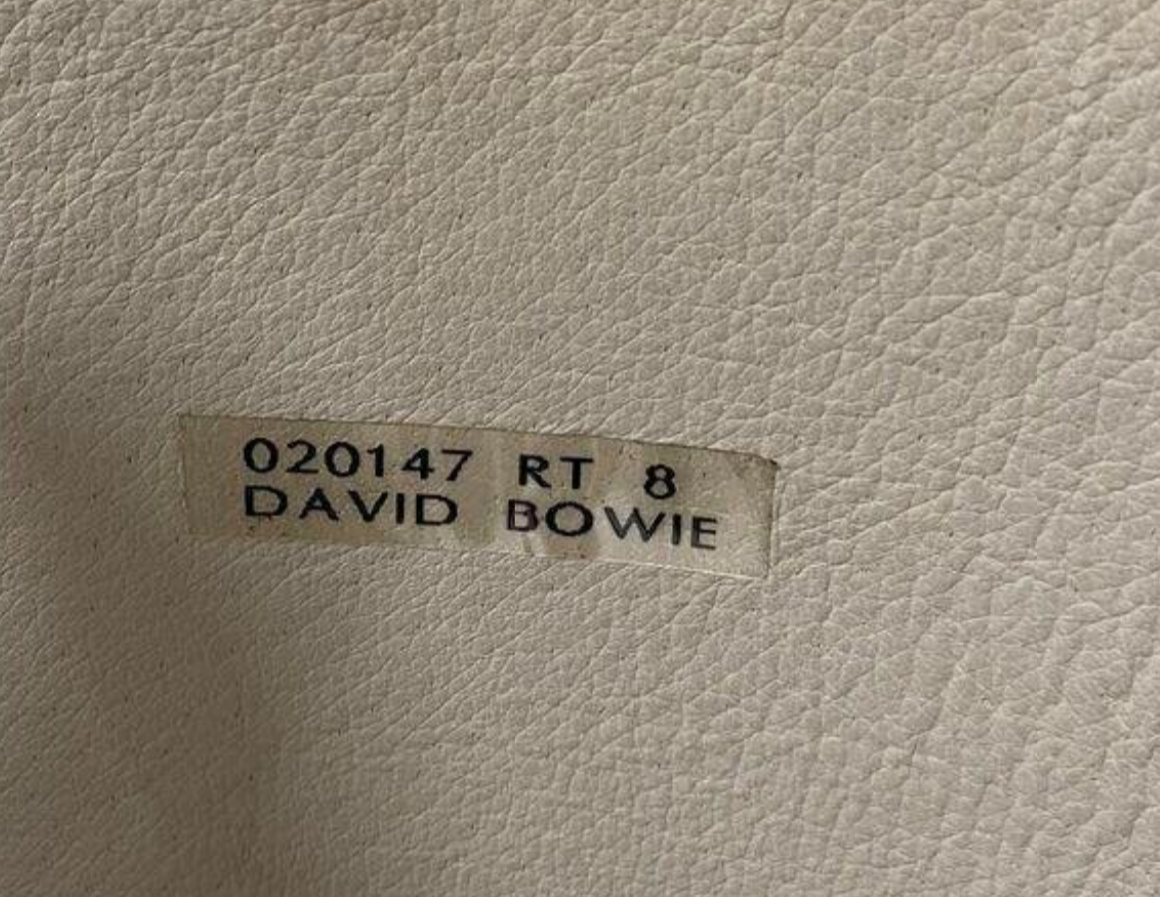 020147 RT 8
DAVID BOWIE